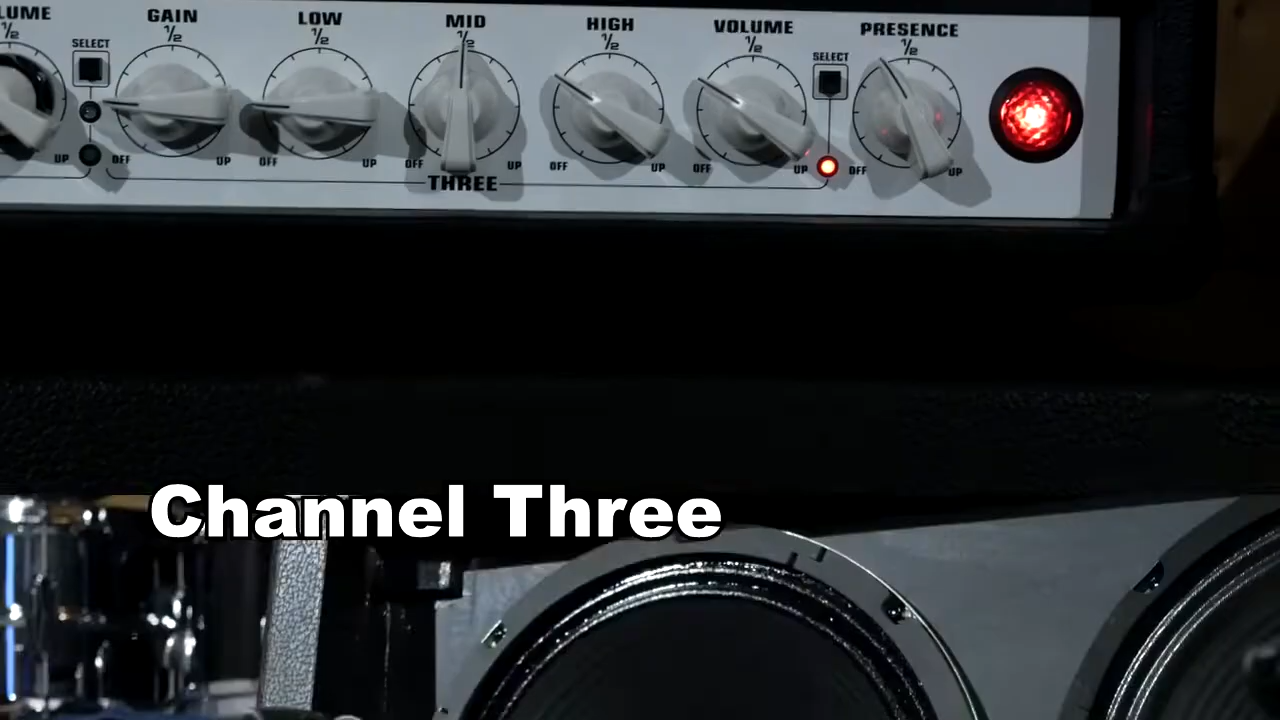 LUME GAIN LOW MID HIGH VOLUME PRESENCE
½ ½ ½ ½ ½ ½ ½
SELECT SELECT
UP OFF UP OFF UP OFF UP OFF UP OFF UP OFF UP
THREE
Channel Three